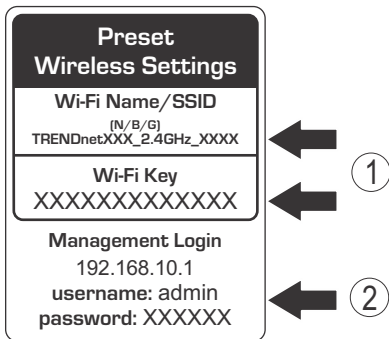 Preset
Wireless Settings
Wi-Fi Name/SSID
(N/B/G)
TRENDnetXXX_2.4GHz_XXXX
1
Wi-Fi Key
XXXXXXXXXXXXX
Management Login
192.168.10.1
username: admin
2
password: XXXXXX